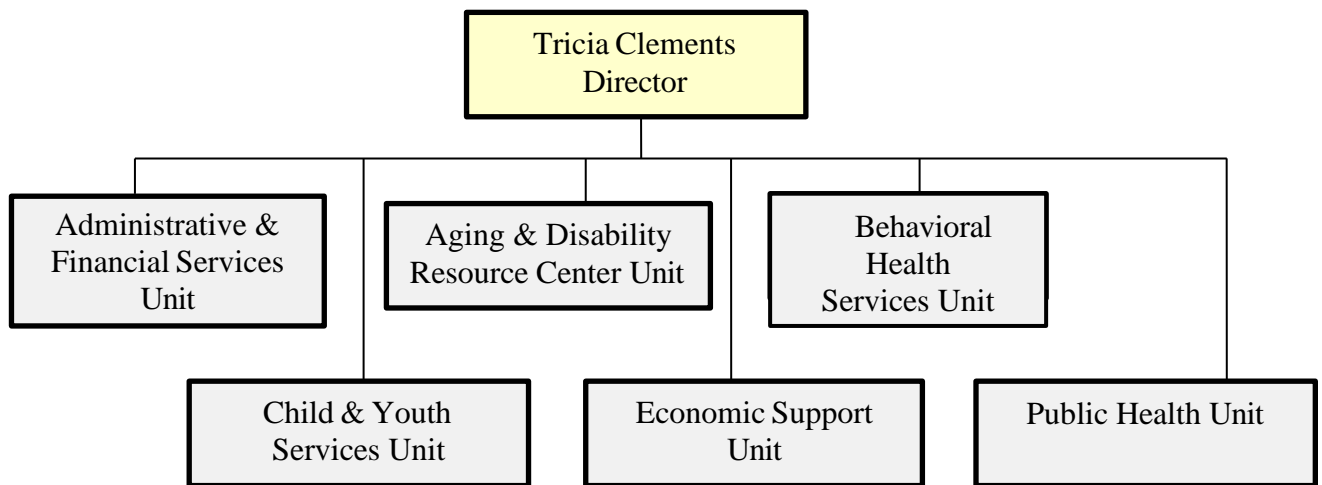 Tricia Clements
Director
Administrative &
Financial Services
Unit
Aging & Disability
Resource Center Unit
Behavioral
Health
Services Unit
Child & Youth
Services Unit
Economic Support
Unit
Public Health Unit